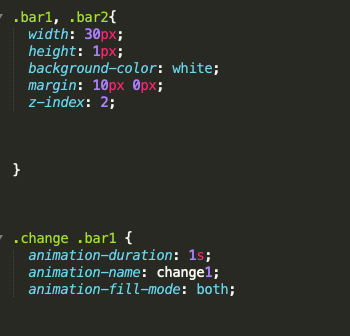 .bar1, .bar2{
width: 30px;
height: 1px;
background-color: white;
margin: 10px 0px;
z-index: 2;
}
.change .bar1 {
animation-duration: 1s;
animation-name: change1;
animation-fill-mode: both;